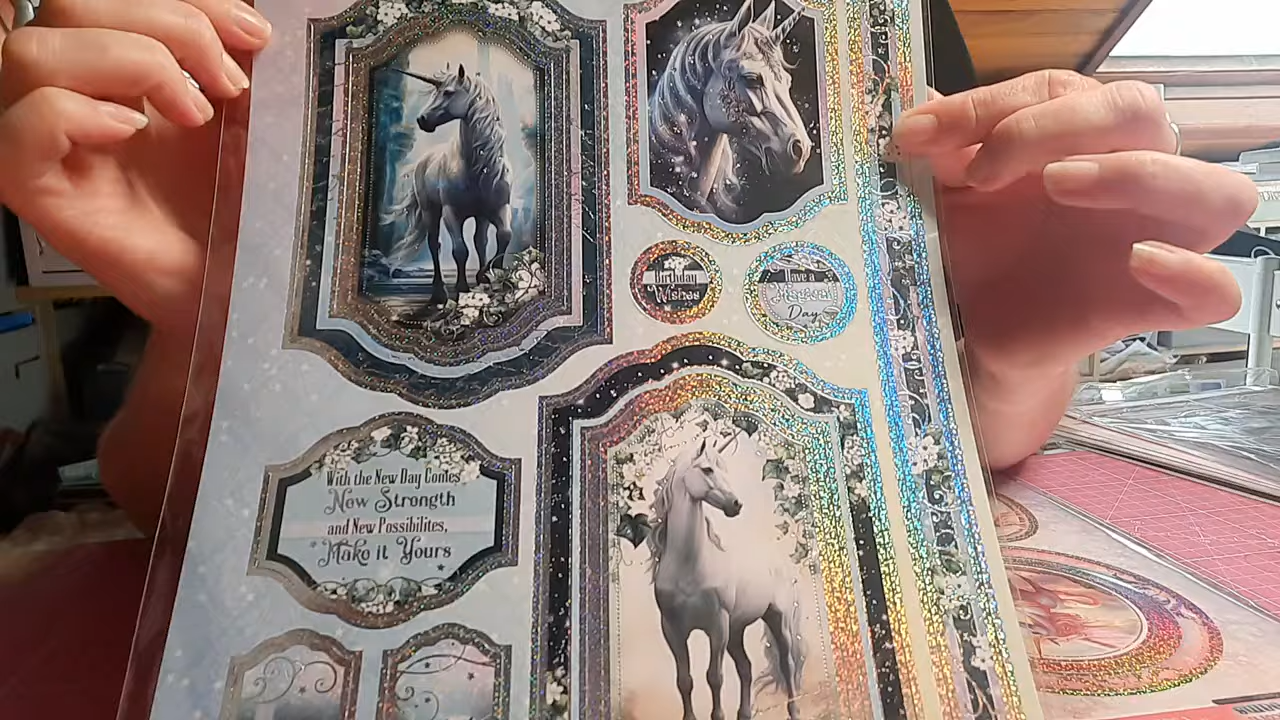 Birthday
Wishes
Have a
Magical
Day
With the New Day Comes
New Strength
and New Possibilites,
Make it Yours